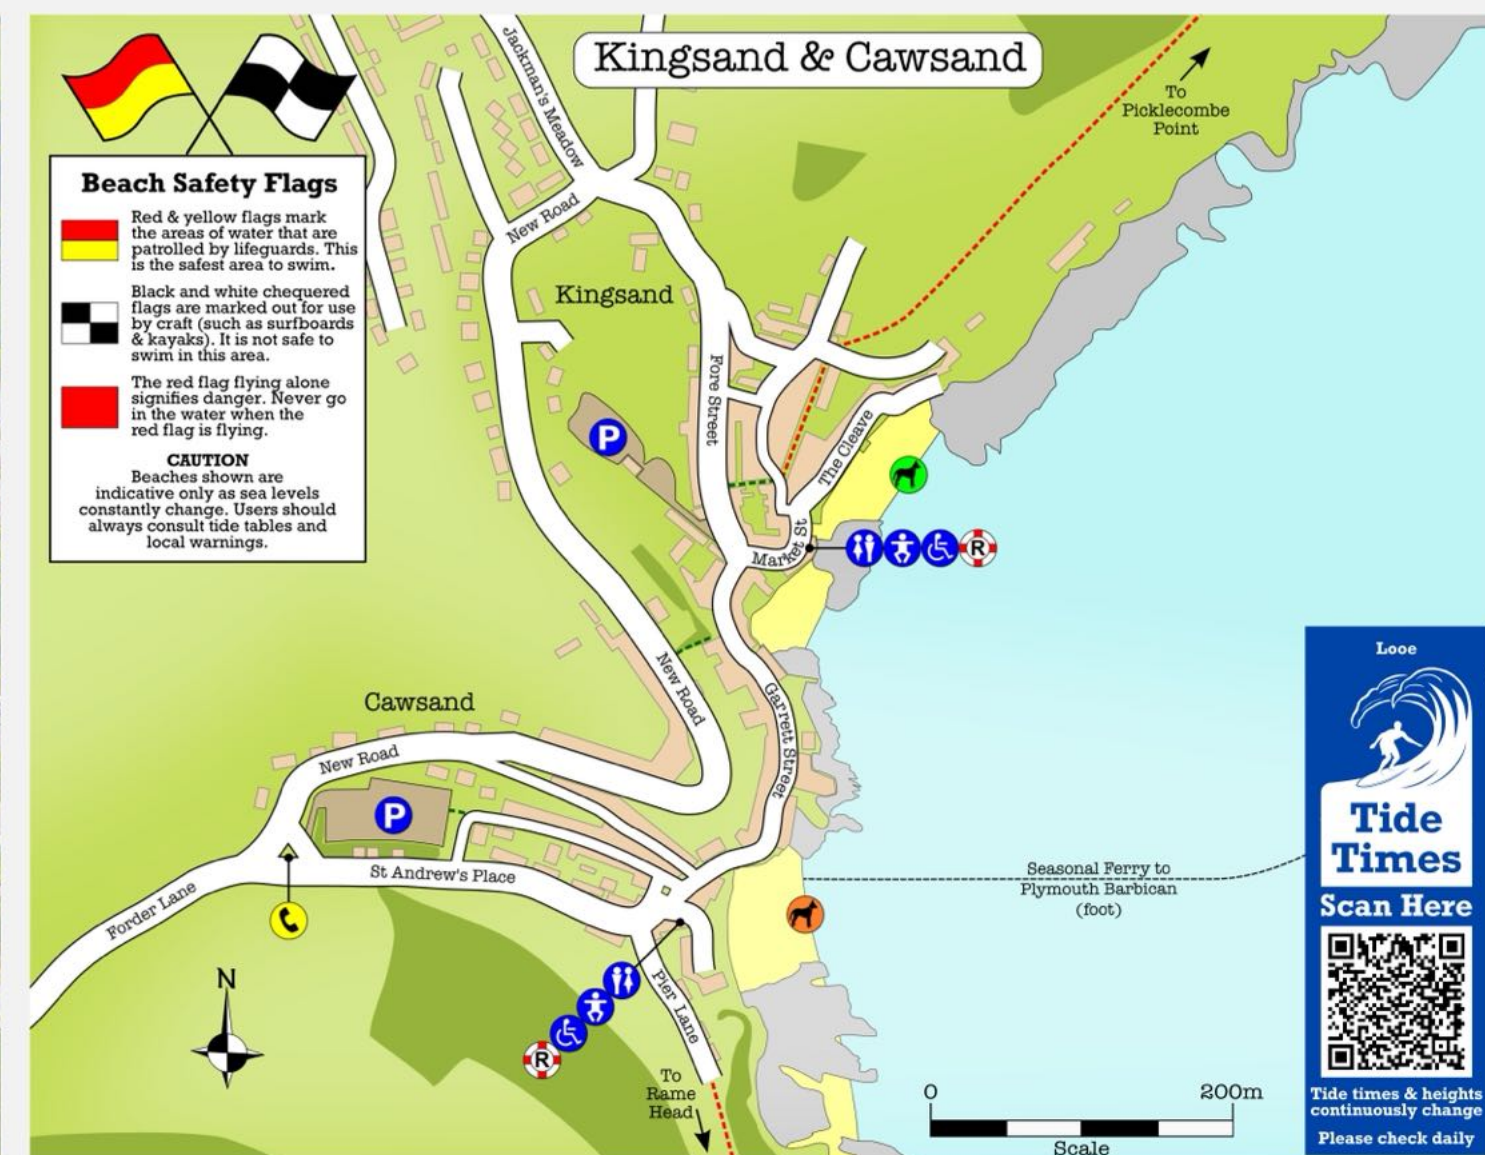 Kingsand & Cawsand
Beach Safety Flags
Red & yellow flags mark
the areas of water that are
patrolled by lifeguards. This
is the safest area to swim.
Black and white chequered
flags are marked out for use
by craft (such as surfboards
& kayaks). It is not safe to
swim in this area.
The red flag flying alone
signifies danger. Never go
in the water when the
red flag is flying.
CAUTION
Beaches shown are
indicative only as sea levels
constantly change. Users should
always consult tide tables and
local warnings.
Jackman's Meadow
New Road
To
Picklecombe
Point
Kingsand
Fore Street
P
The Cleave
Market St
R
New Road
Garrett Street
Cawsand
New Road
P
St Andrew's Place
Forder Lane
Pier Lane
R
N
To
Rame
Head
Seasonal Ferry to
Plymouth Barbican
(foot)
0
200m
Scale
Looe
Tide
Times
Scan Here
Tide times & heights
continuously change
Please check daily